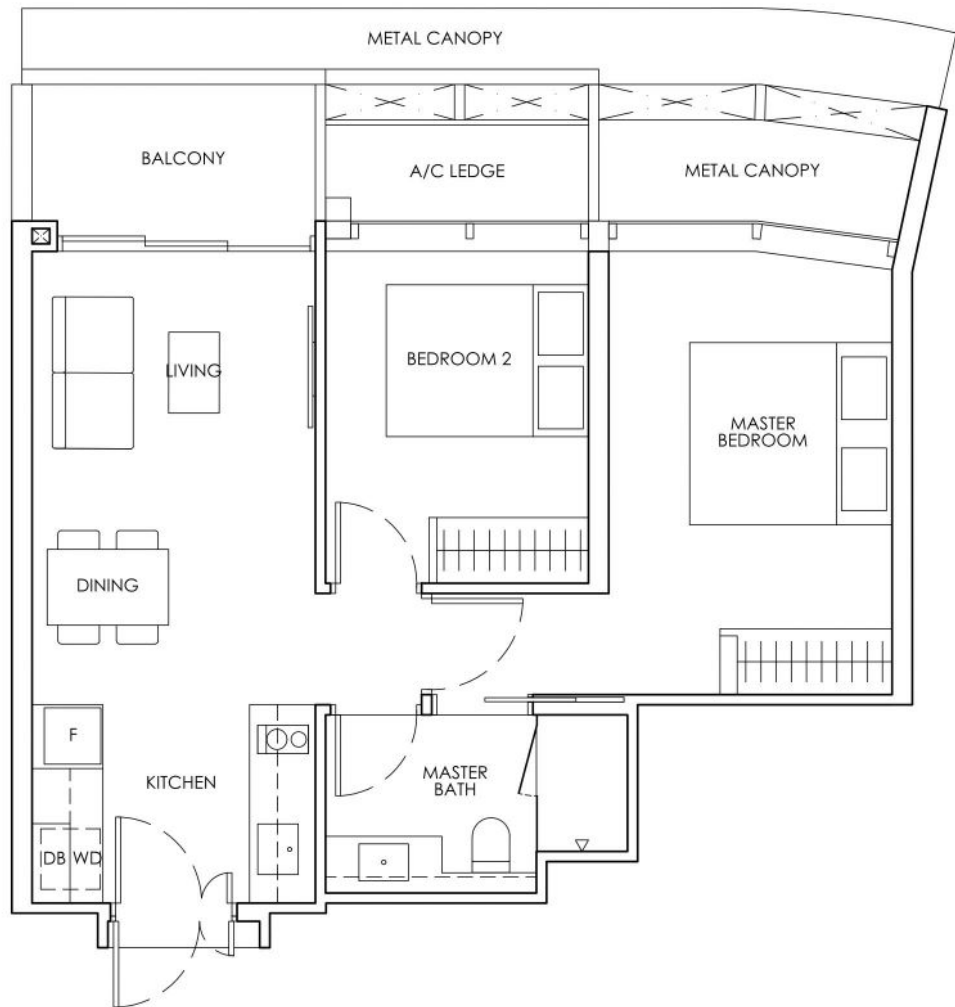 METAL CANOPY
BALCONY
A/C LEDGE
METAL CANOPY
LIVING
BEDROOM 2
MASTER
BEDROOM
DINING
F
KITCHEN
MASTER
BATH
DB WD